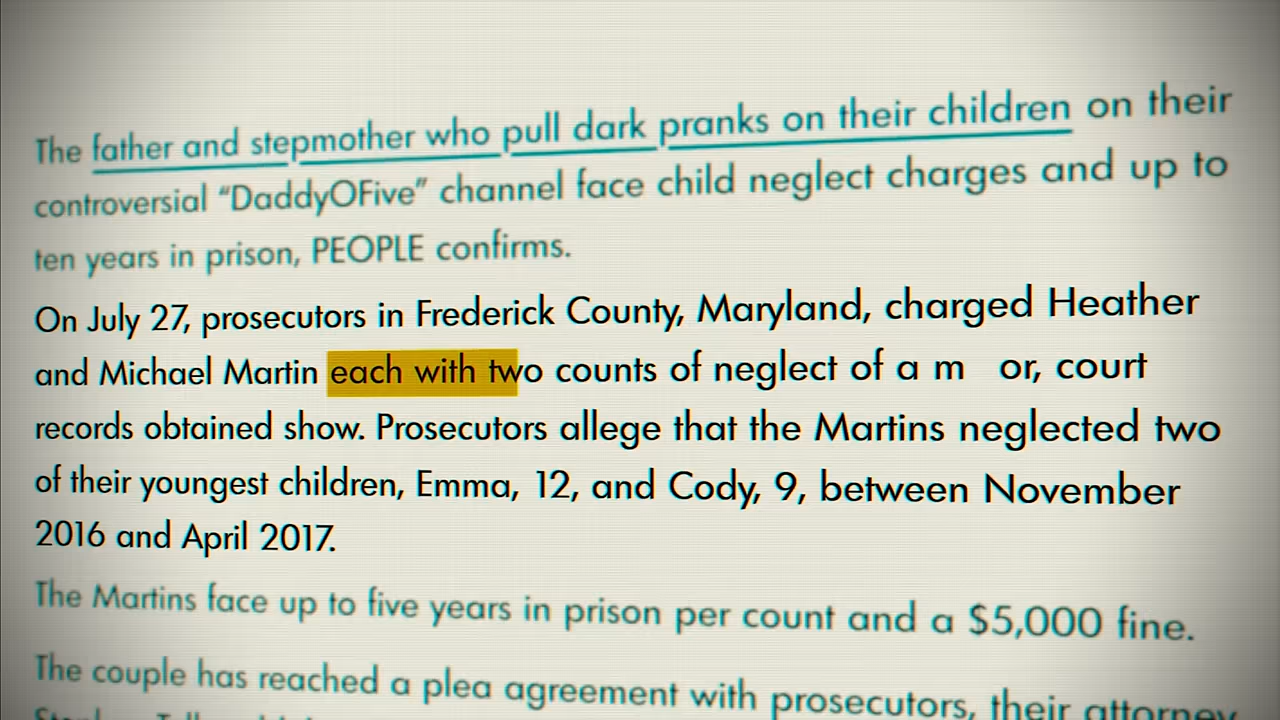 The father and stepmother who pull dark pranks on their children on their
controversial “DaddyOFive” channel face child neglect charges and up to
ten years in prison, PEOPLE confirms.
On July 27, prosecutors in Frederick County, Maryland, charged Heather
and Michael Martin each with two counts of neglect of a m or, court
records obtained show. Prosecutors allege that the Martins neglected two
of their youngest children, Emma, 12, and Cody, 9, between November
2016 and April 2017.
The Martins face up to five years in prison per count and a $5,000 fine.
The couple has reached a plea agreement with prosecutors, their attorney